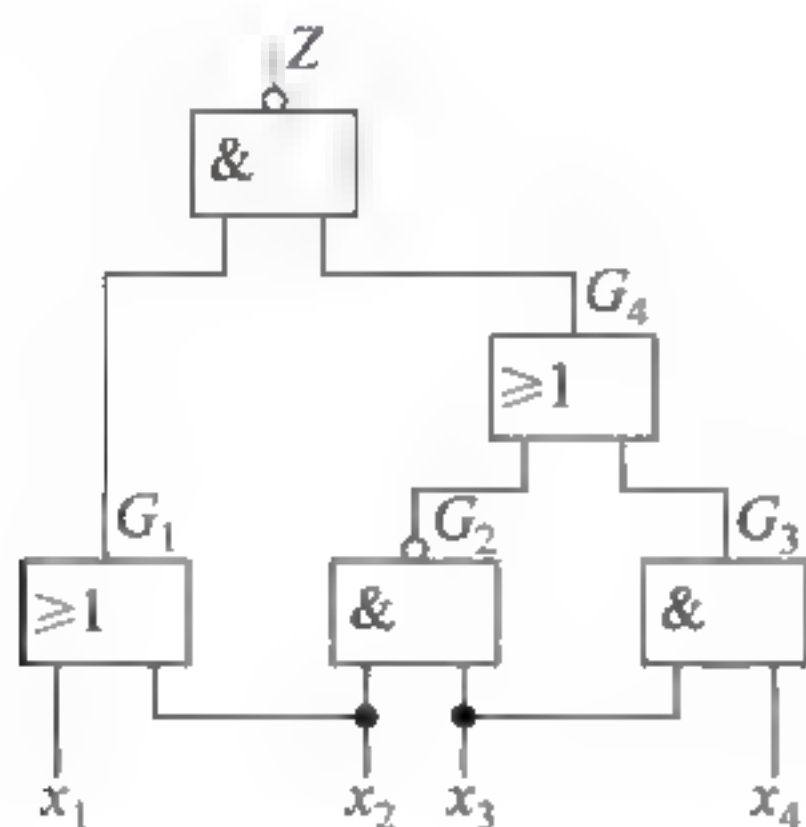 Z
&
G₄
≥1
G₁ G₂ G₃
≥1 & &
x₁ x₂ x₃ x₄